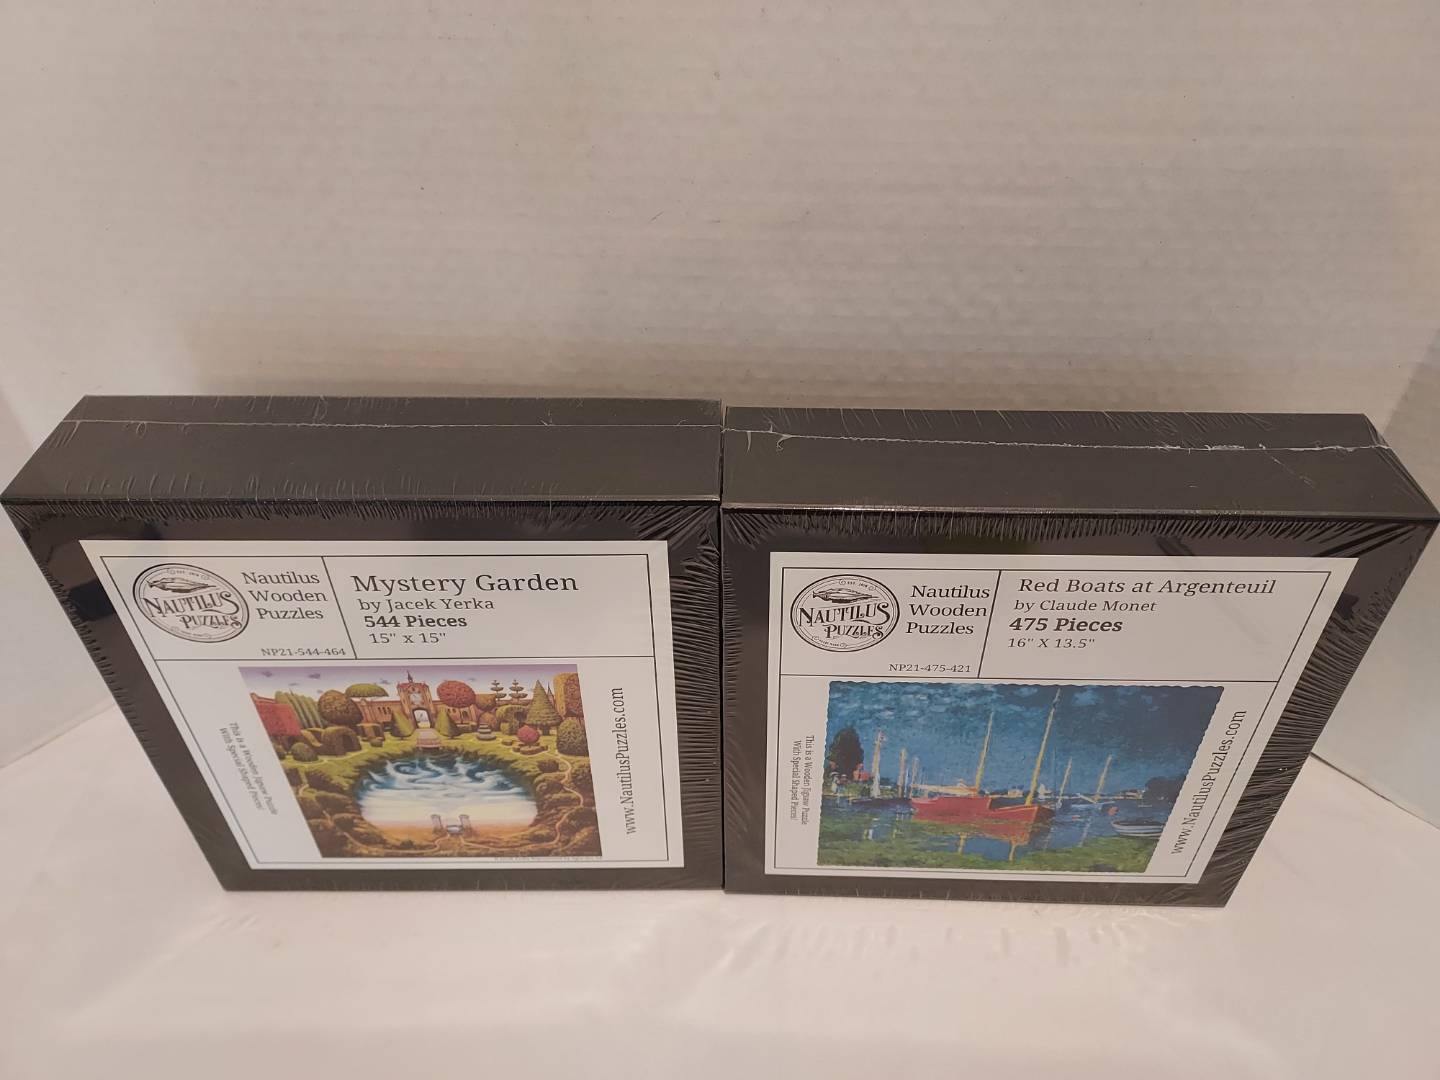 NAUTILUS
PUZZLES
Nautilus
Wooden
Puzzles
NP21-544-464
Mystery Garden
by Jacek Yerka
544 Pieces
15" x 15"
This is a Wooden Jigsaw Puzzle
With Special Shaped Pieces!
www.NautilusPuzzles.com
NAUTILUS
PUZZLES
Nautilus
Wooden
Puzzles
NP21-475-421
Red Boats at Argenteuil
by Claude Monet
475 Pieces
16" X 13.5"
This is a Wooden Jigsaw Puzzle
With Special Shaped Pieces!
www.NautilusPuzzles.com